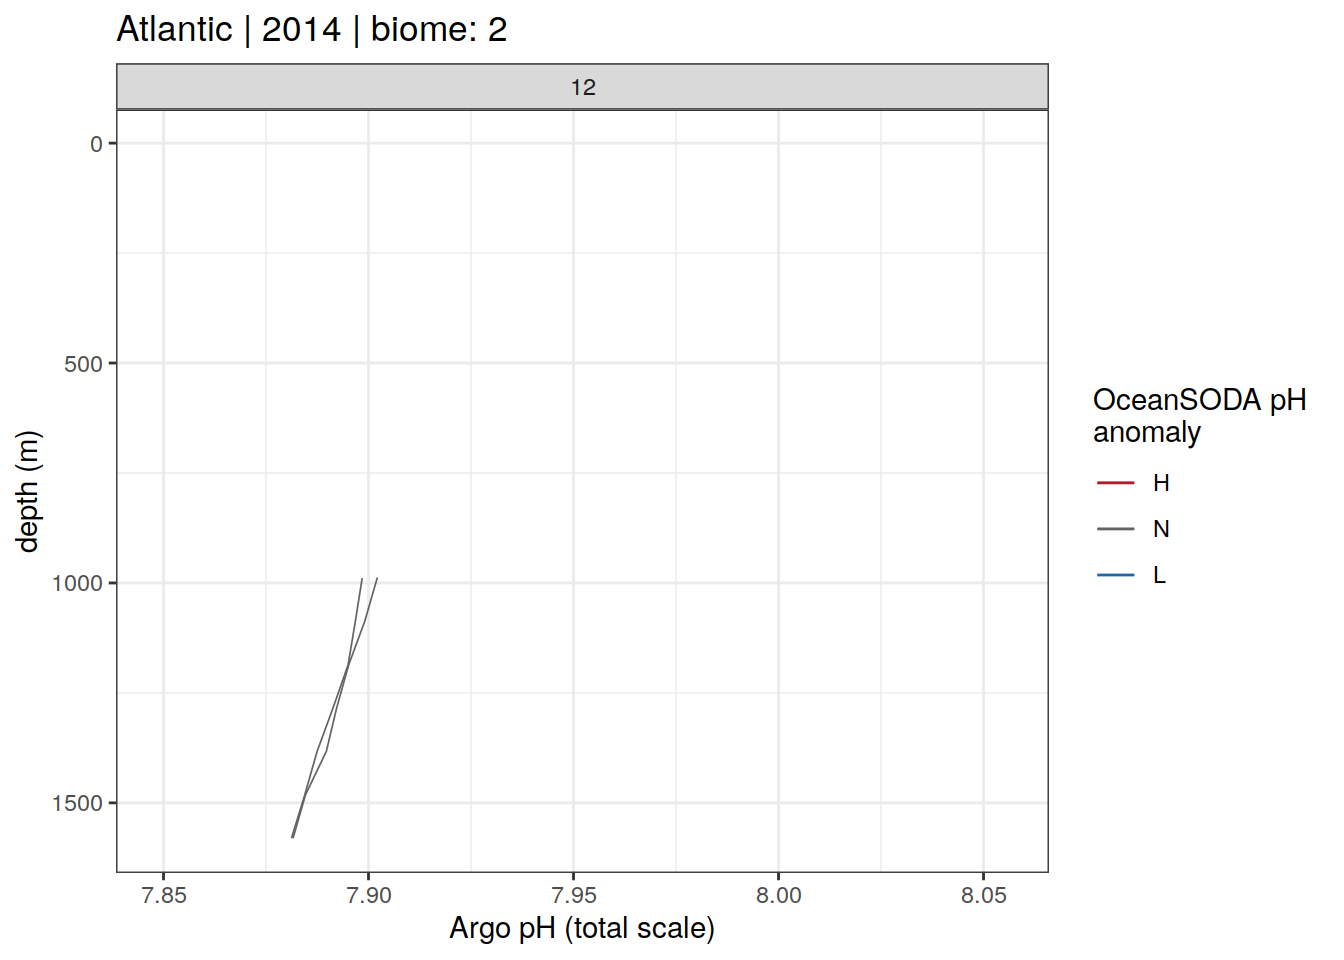 Atlantic | 2014 | biome: 2
12
0
500
1000
1500
depth (m)
7.85 7.90 7.95 8.00 8.05
Argo pH (total scale)
OceanSODA pH
anomaly
H
N
L